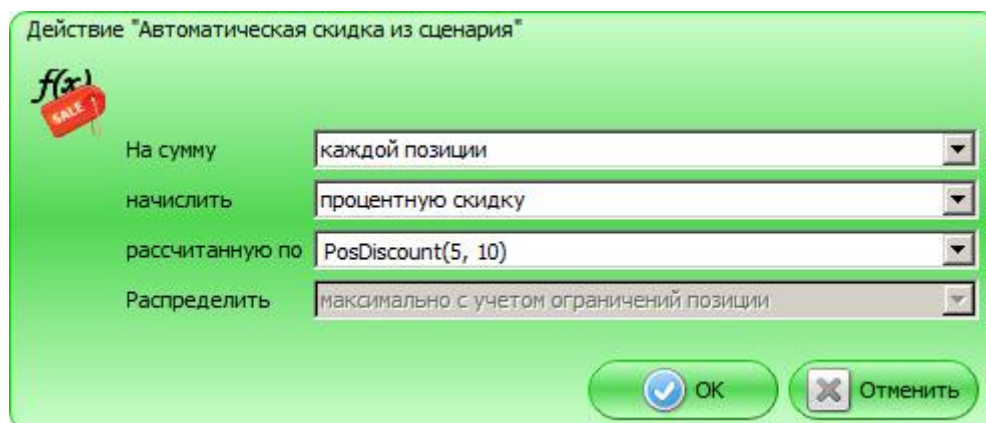 Действие "Автоматическая скидка из сценария"
f(x)
SALE
На сумму каждой позиции
начислить процентную скидку
рассчитанную по PosDiscount(5, 10)
Распределить максимально с учетом ограничений позиции
OK Отменить